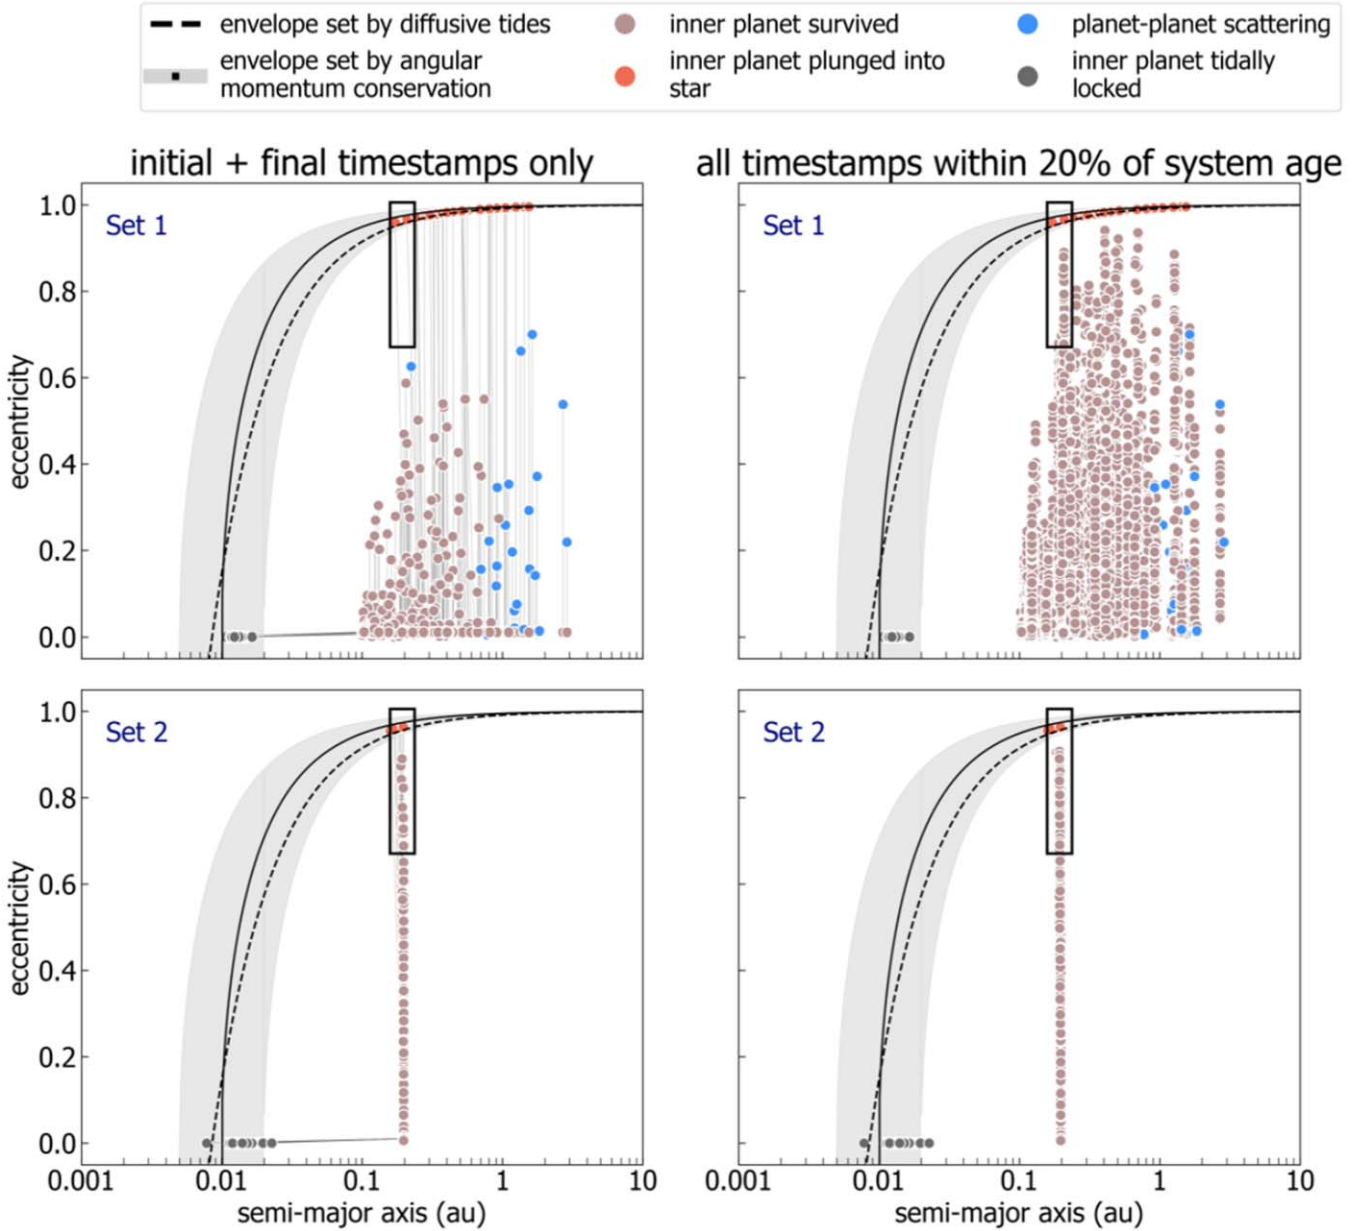 envelope set by diffusive tides
envelope set by angular
momentum conservation
inner planet survived
inner planet plunged into
star
planet-planet scattering
inner planet tidally
locked
initial + final timestamps only
all timestamps within 20% of system age
Set 1
1.0
0.8
0.6
0.4
0.2
0.0
eccentricity
Set 1
Set 2
1.0
0.8
0.6
0.4
0.2
0.0
eccentricity
0.001
0.01
0.1
1
10
semi-major axis (au)
Set 2
0.001
0.01
0.1
1
10
semi-major axis (au)